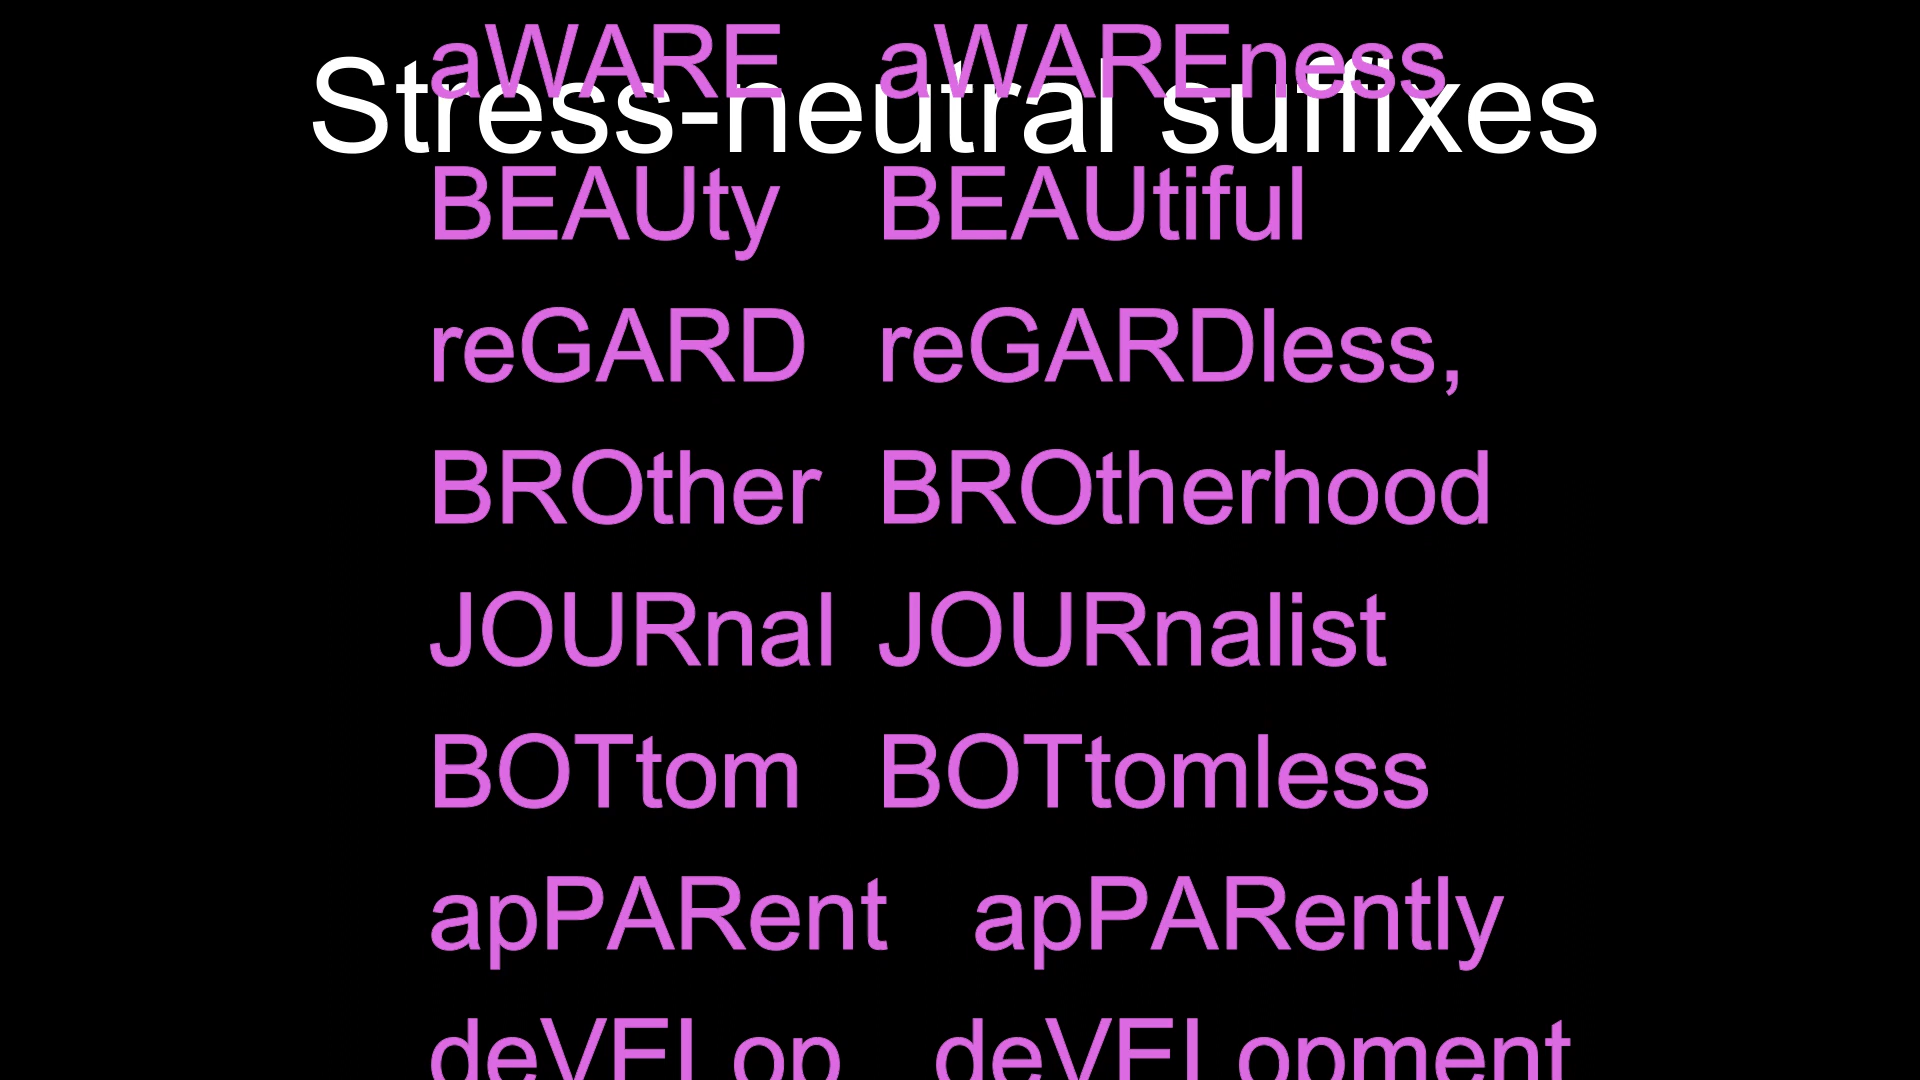 aWARE aWAREness
Stress-neutral suffixes
BEAUty BEAUtiful
reGARD reGARDless,
BROther BROtherhood
JOURnal JOURnalist
BOTtom BOTtomless
apPARent apPARently
deVELop deVELopment